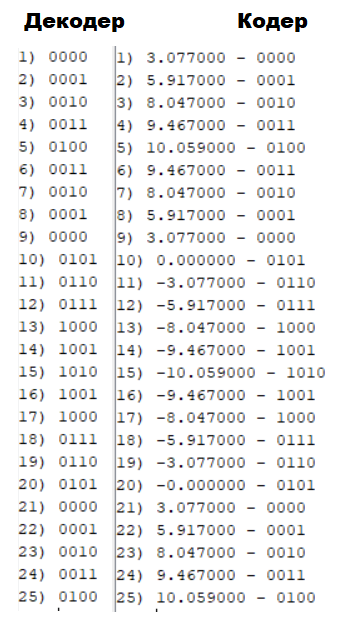 Декодер Кодер
1) 0000 1) 3.077000 - 0000
2) 0001 2) 5.917000 - 0001
3) 0010 3) 8.047000 - 0010
4) 0011 4) 9.467000 - 0011
5) 0100 5) 10.059000 - 0100
6) 0011 6) 9.467000 - 0011
7) 0010 7) 8.047000 - 0010
8) 0001 8) 5.917000 - 0001
9) 0000 9) 3.077000 - 0000
10) 0101 10) 0.000000 - 0101
11) 0110 11) -3.077000 - 0110
12) 0111 12) -5.917000 - 0111
13) 1000 13) -8.047000 - 1000
14) 1001 14) -9.467000 - 1001
15) 1010 15) -10.059000 - 1010
16) 1001 16) -9.467000 - 1001
17) 1000 17) -8.047000 - 1000
18) 0111 18) -5.917000 - 0111
19) 0110 19) -3.077000 - 0110
20) 0101 20) -0.000000 - 0101
21) 0000 21) 3.077000 - 0000
22) 0001 22) 5.917000 - 0001
23) 0010 23) 8.047000 - 0010
24) 0011 24) 9.467000 - 0011
25) 0100 25) 10.059000 - 0100